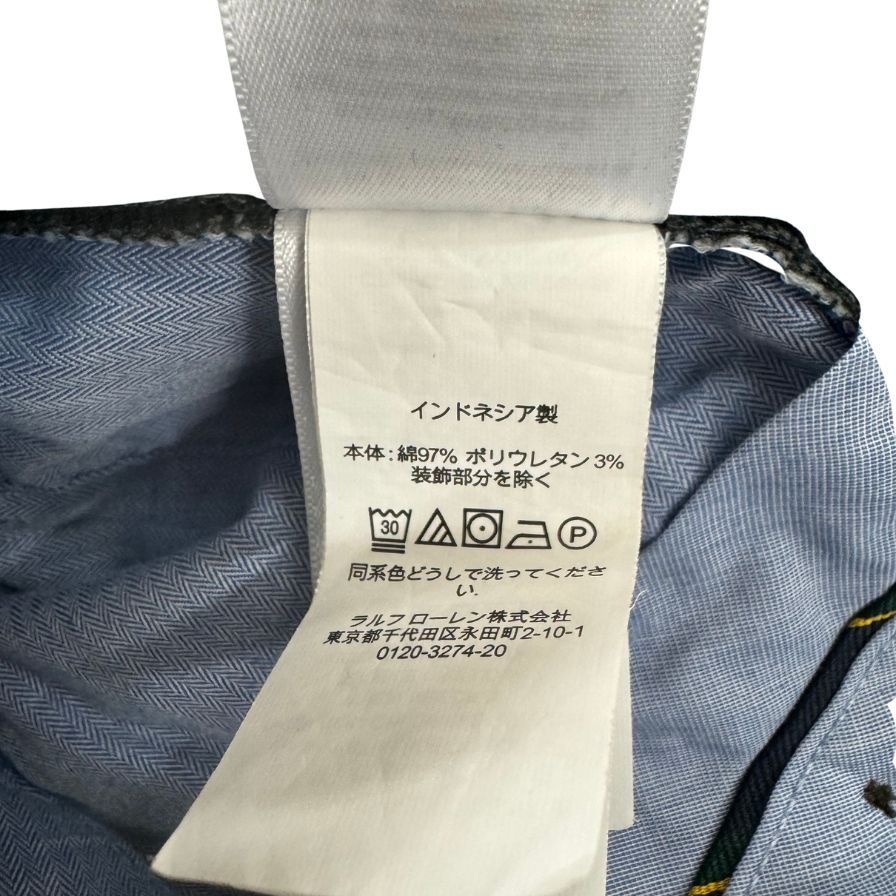 インドネシア製
本体:綿97% ポリウレタン 3%
装飾部分を除く
30 P
同系色どうしで洗ってくださ
い.
ラルフ ローレン株式会社
東京都千代田区永田町2-10-1
0120-3274-20